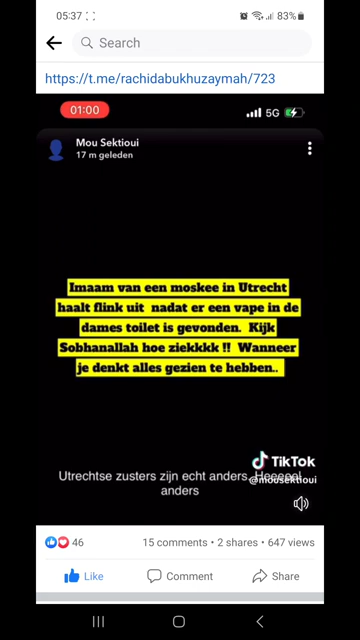 05:37
83%
Search
https://t.me/rachidabukhuzaymah/723
01:00
5G
Mou Sektioui
17 m geleden
Imaam van een moskee in Utrecht
haalt flink uit nadat er een vape in de
dames toilet is gevonden. Kijk
Sobhanallah hoe ziekkkk !! Wanneer
je denkt alles gezien te hebben..
TikTok
@mousektioui
Utrechtse zusters zijn echt anders. Heeeeel
anders
46
15 comments • 2 shares • 647 views
Like
Comment
Share